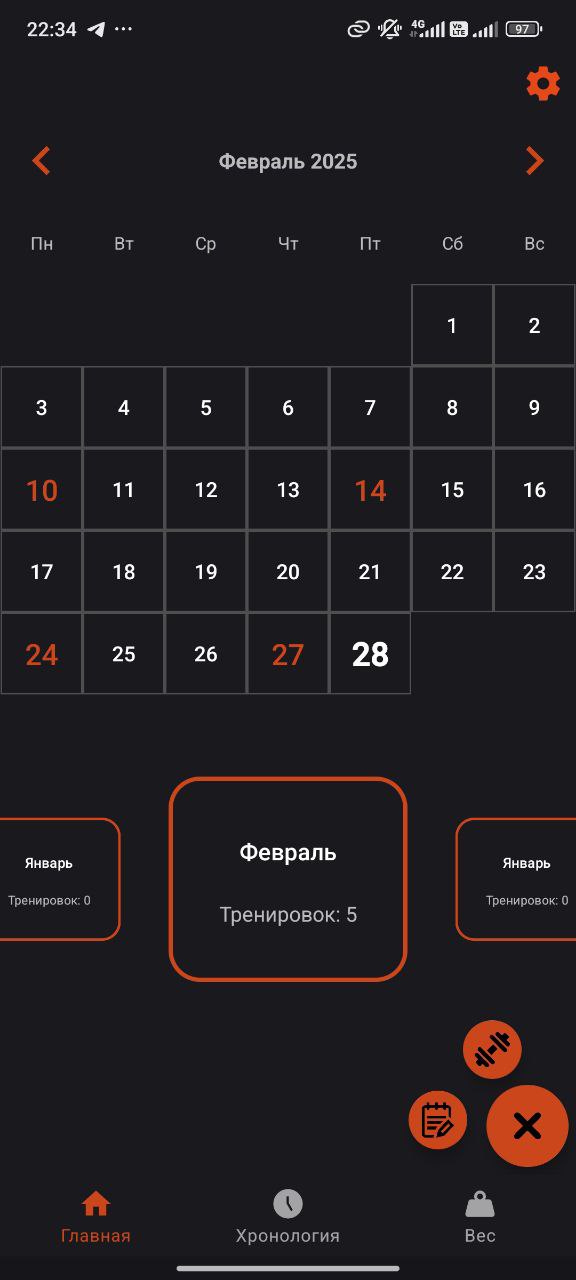 22:34 4G Vo LTE 97
Февраль 2025
Пн Вт Ср Чт Пт Сб Вс
1 2
3 4 5 6 7 8 9
10 11 12 13 14 15 16
17 18 19 20 21 22 23
24 25 26 27 28
Январь
Тренировок: 0
Февраль
Тренировок: 5
Январь
Тренировок: 0
Главная Хронология Вес